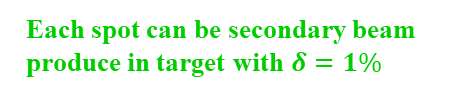 Each spot can be secondary beam
produce in target with δ = 1%